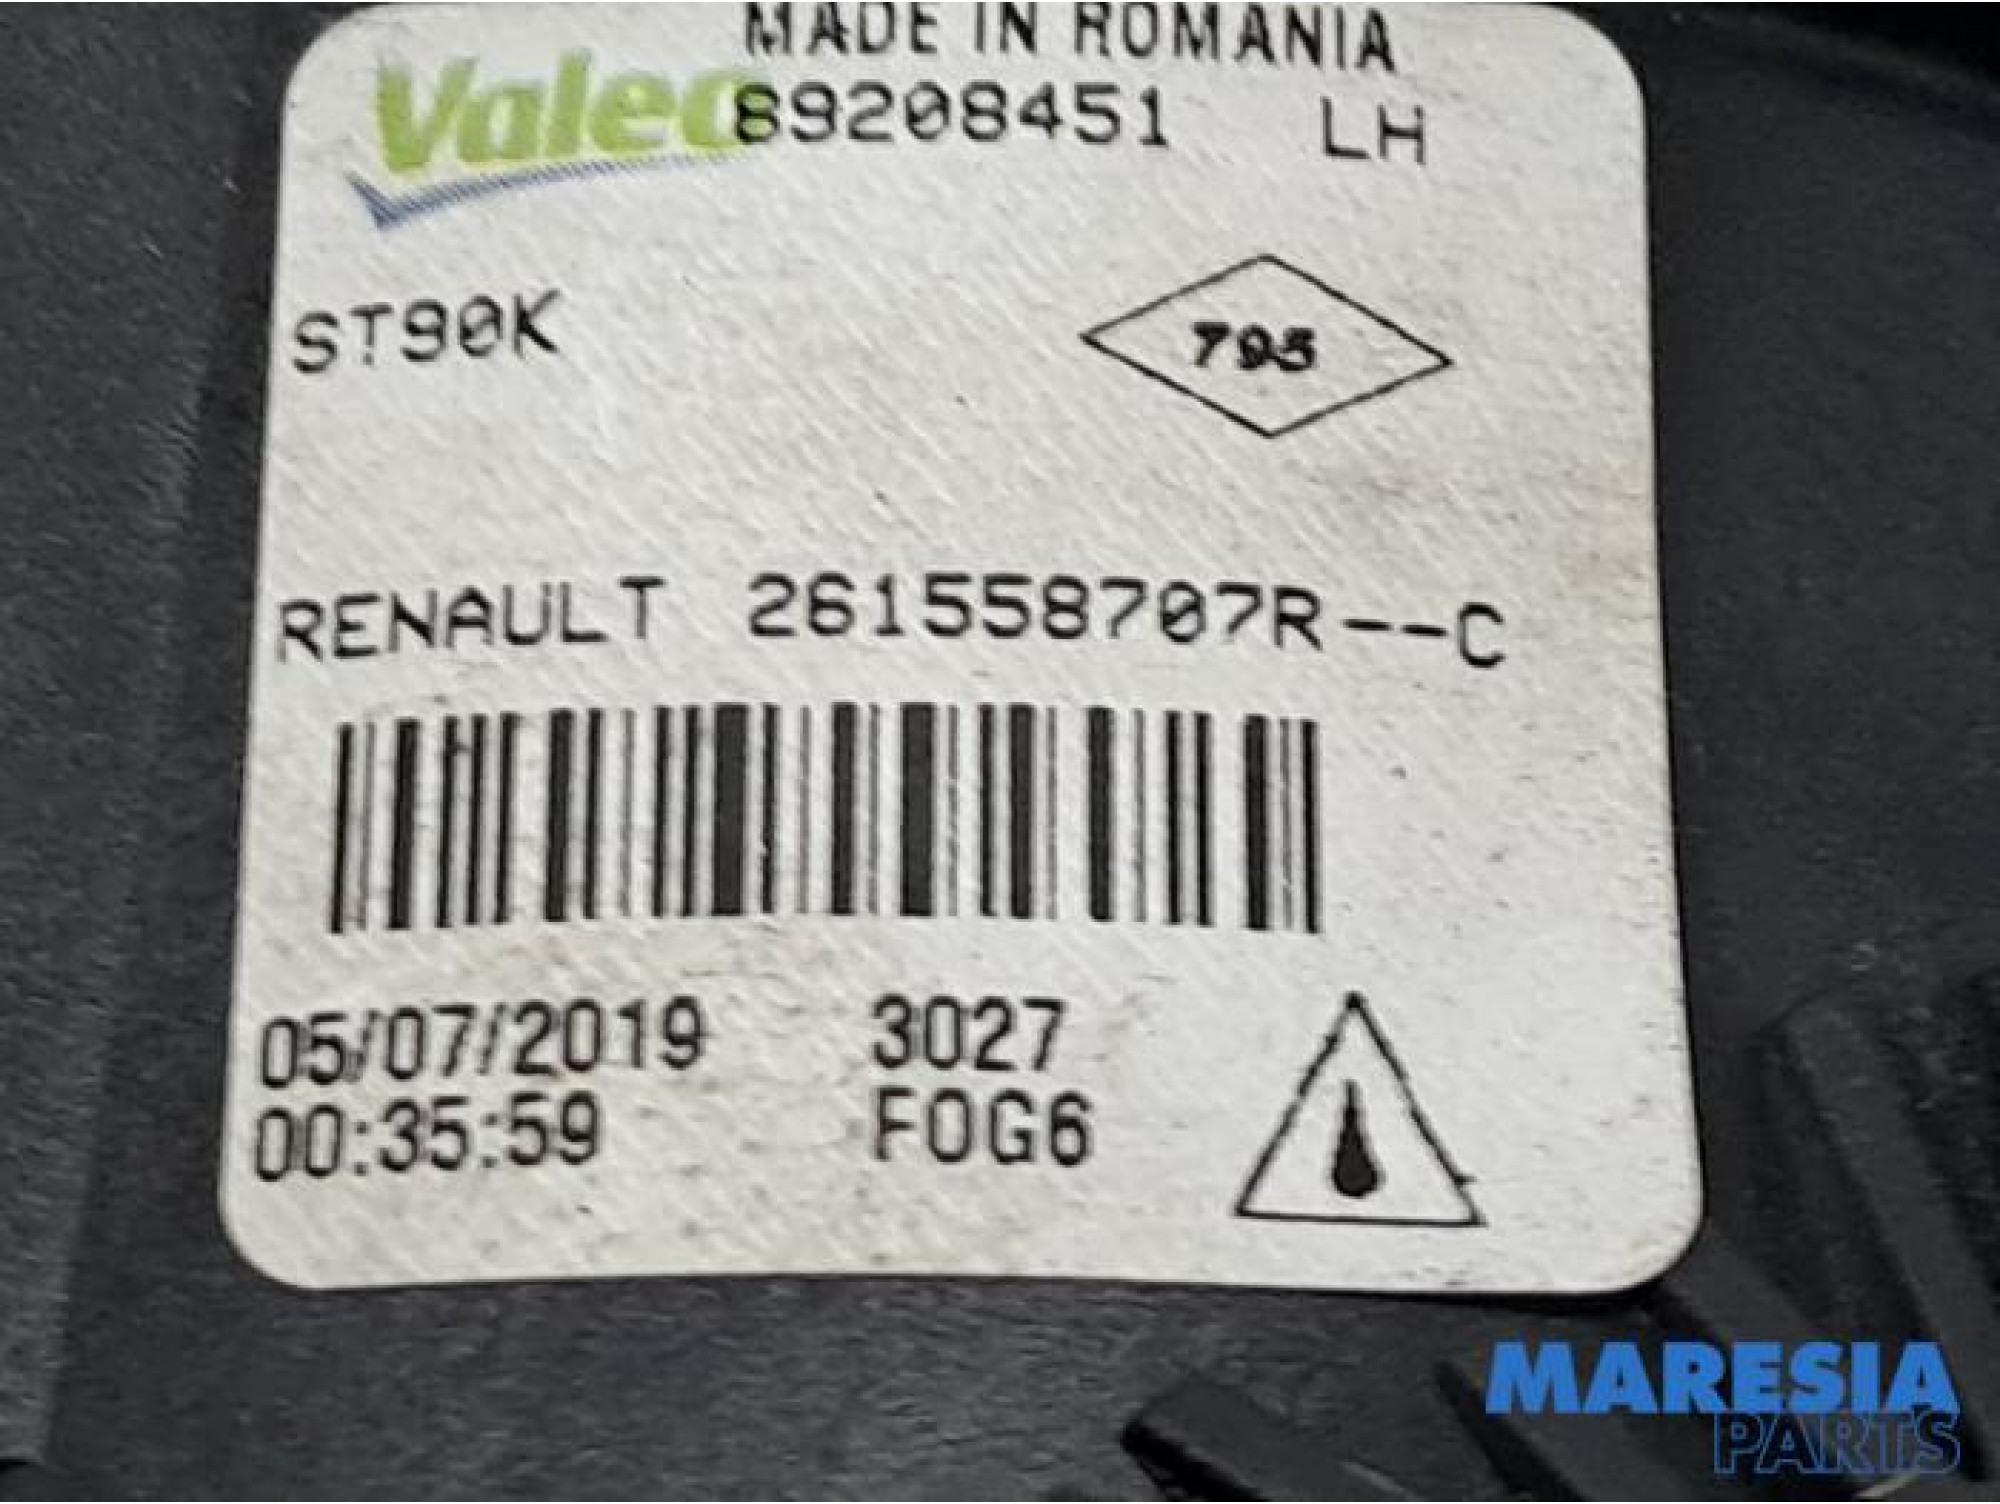 MADE IN ROMANIA
Valeo 89208451 LH
ST90K
795
RENAULT 261558707R--C
05/07/2019 3027
00:35:59 FOG6
MARESIA
PARTS